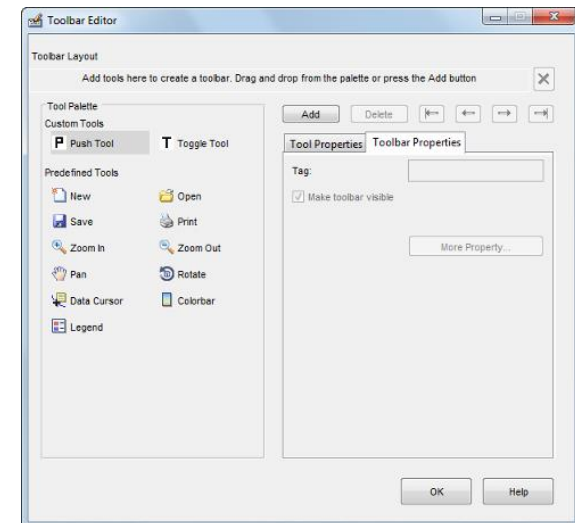 Toolbar Editor
Toolbar Layout
Add tools here to create a toolbar. Drag and drop from the palette or press the Add button
Tool Palette
Custom Tools
P Push Tool
T Toggle Tool
Predefined Tools
New
Open
Save
Print
Zoom In
Zoom Out
Pan
Rotate
Data Cursor
Colorbar
Legend
Add
Delete
Tool Properties
Toolbar Properties
Tag:
Make toolbar visible
More Property...
OK
Help